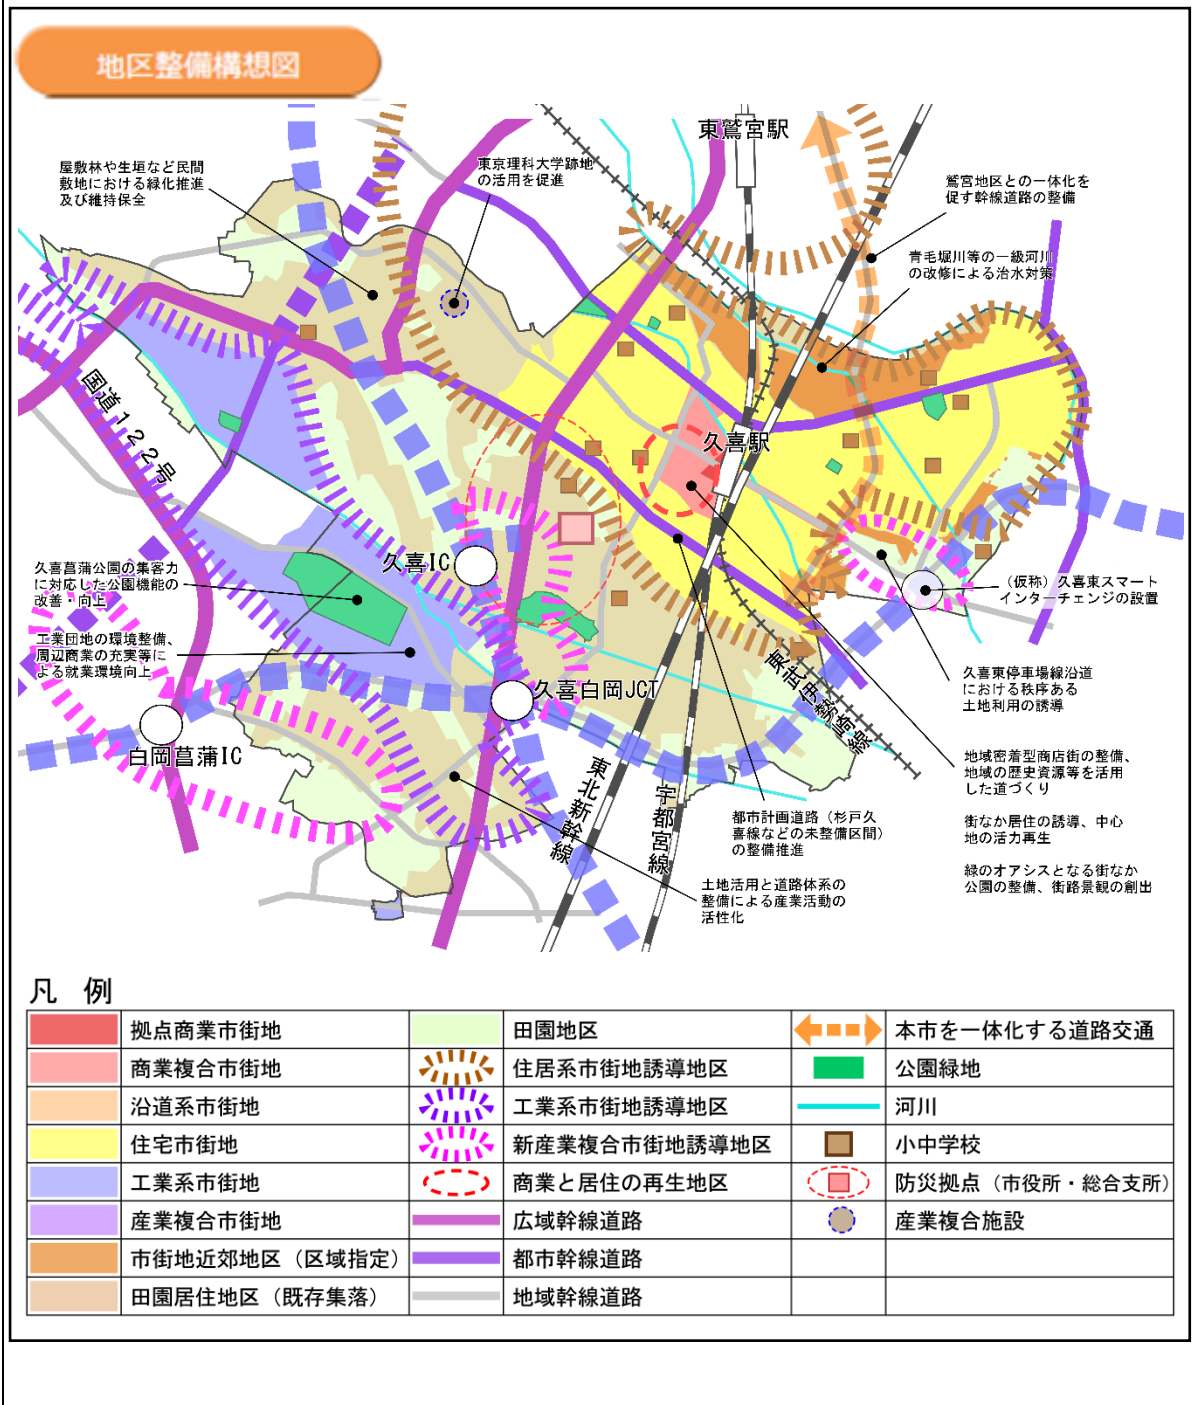 地区整備構想図
東鷲宮駅
屋敷林や生垣など民間
敷地における緑化推進
及び維持保全
東京理科大学跡地
の活用を促進
鷲宮地区との一体化を
促す幹線道路の整備
青毛堀川等の一級河川
の改修による治水対策
国道122号
久喜駅
久喜IC
久喜菖蒲公園の集客力
に対応した公園機能の
改善・向上
工業団地の環境整備、
周辺商業の充実等に
よる就業環境向上
(仮称)久喜東スマート
インターチェンジの設置
久喜白岡JCT
東武伊勢崎線
久喜東停車場線沿道
における秩序ある
土地利用の誘導
白岡菖蒲IC
東北新幹線
宇都宮線
地域密着型商店街の整備、
地域の歴史資源等を活用
した道づくり
都市計画道路(杉戸久
喜線などの未整備区間)
の整備推進
街なか居住の誘導、中心
地の活力再生
緑のオアシスとなる街なか
公園の整備、街路景観の創出
土地活用と道路体系の
整備による産業活動の
活性化
凡 例
拠点商業市街地
田園地区
本市を一体化する道路交通
商業複合市街地
住居系市街地誘導地区
公園緑地
沿道系市街地
工業系市街地誘導地区
河川
住宅市街地
新産業複合市街地誘導地区
小中学校
工業系市街地
商業と居住の再生地区
防災拠点(市役所・総合支所)
産業複合市街地
広域幹線道路
産業複合施設
市街地近郊地区(区域指定)
都市幹線道路
田園居住地区(既存集落)
地域幹線道路